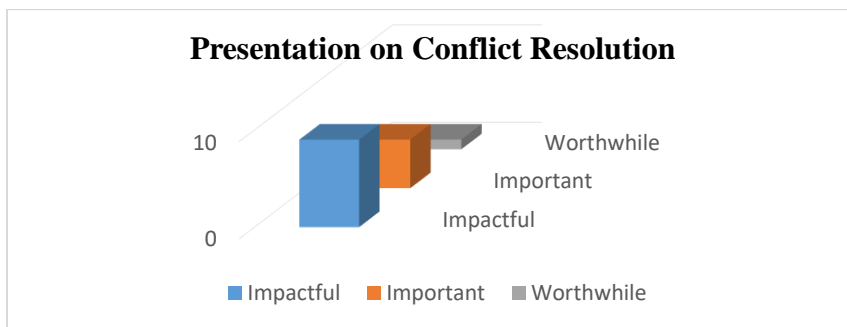 Presentation on Conflict Resolution
10
Worthwhile
Important
Impactful
0
Impactful Important Worthwhile